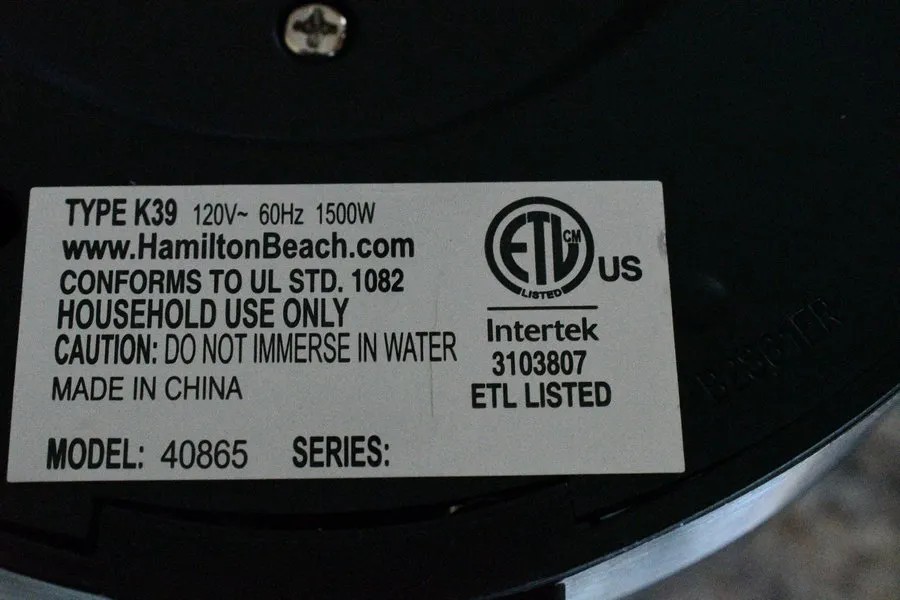 TYPE K39 120V~ 60Hz 1500W
www.HamiltonBeach.com
CONFORMS TO UL STD. 1082
HOUSEHOLD USE ONLY
CAUTION: DO NOT IMMERSE IN WATER
MADE IN CHINA
MODEL: 40865 SERIES:
ETL CM
LISTED
US
Intertek
3103807
ETL LISTED